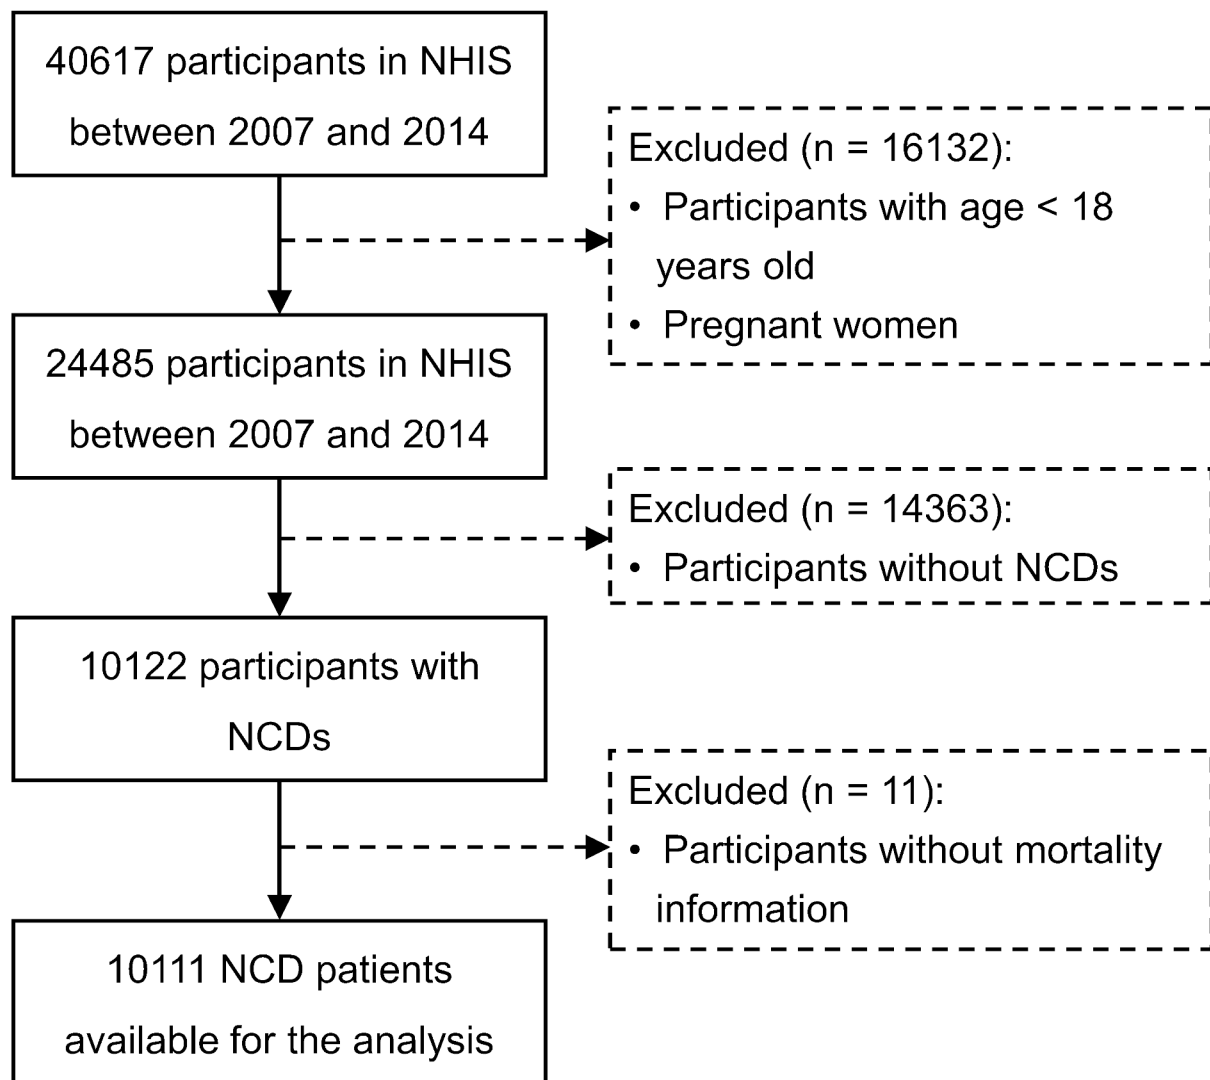 40617 participants in NHIS
between 2007 and 2014
Excluded (n = 16132):
• Participants with age < 18
years old
• Pregnant women
24485 participants in NHIS
between 2007 and 2014
Excluded (n = 14363):
• Participants without NCDs
10122 participants with
NCDs
Excluded (n = 11):
• Participants without mortality
information
10111 NCD patients
available for the analysis